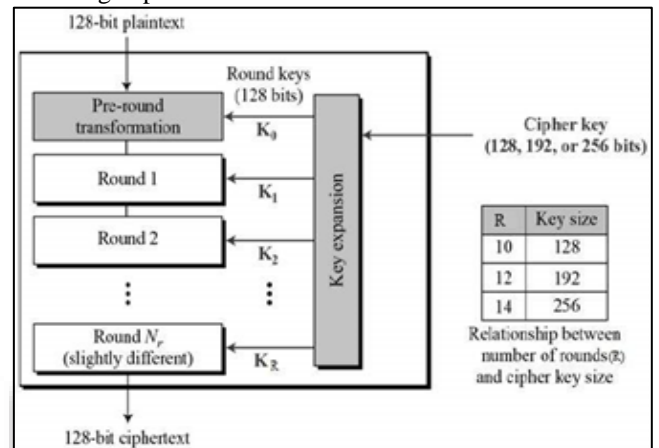 128-bit plaintext
Round keys
(128 bits)
Pre-round
transformation
K₀
Cipher key
(128, 192, or 256 bits)
Round 1
K₁
Round 2
K₂
Key expansion
R Key size
10 128
12 192
14 256
Relationship between
number of rounds(R)
and cipher key size
Round Nᵣ
(slightly different)
K_R
128-bit ciphertext